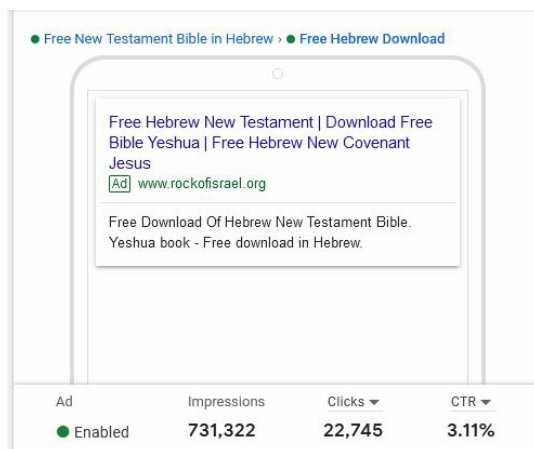 Free New Testament Bible in Hebrew › Free Hebrew Download
Free Hebrew New Testament | Download Free
Bible Yeshua | Free Hebrew New Covenant
Jesus
Ad www.rockofisrael.org
Free Download Of Hebrew New Testament Bible.
Yeshua book - Free download in Hebrew.
Ad Impressions Clicks CTR
Enabled 731,322 22,745 3.11%